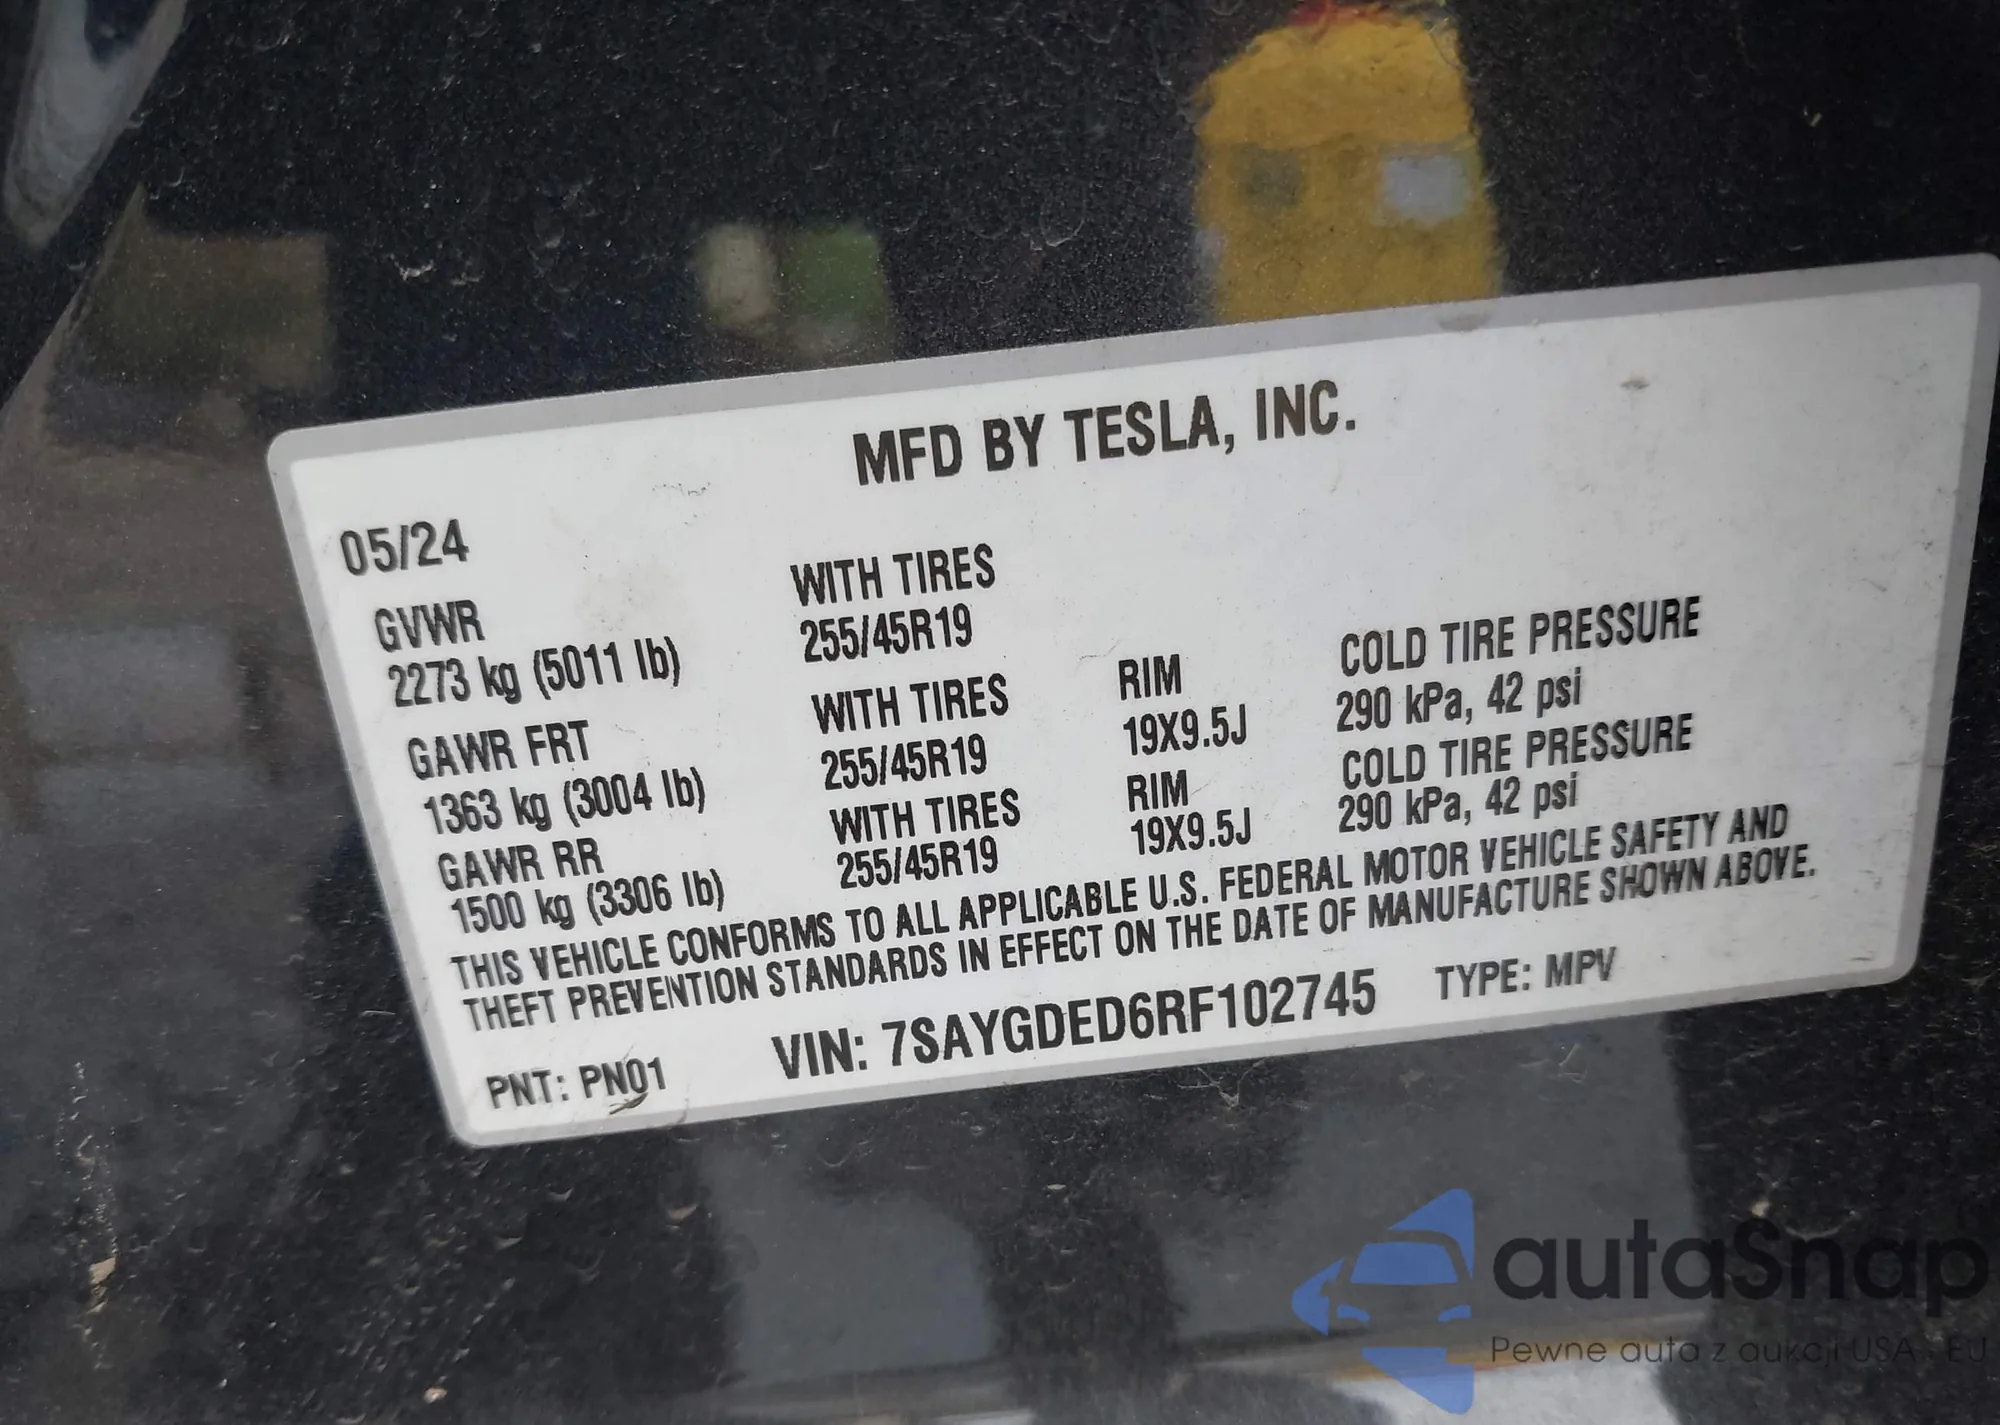 MFD BY TESLA, INC.
05/24
GVWR WITH TIRES
2273 kg (5011 lb) 255/45R19
GAWR FRT WITH TIRES RIM COLD TIRE PRESSURE
1363 kg (3004 lb) 255/45R19 19X9.5J 290 kPa, 42 psi
GAWR RR WITH TIRES RIM COLD TIRE PRESSURE
1500 kg (3306 lb) 255/45R19 19X9.5J 290 kPa, 42 psi
THIS VEHICLE CONFORMS TO ALL APPLICABLE U.S. FEDERAL MOTOR VEHICLE SAFETY AND
THEFT PREVENTION STANDARDS IN EFFECT ON THE DATE OF MANUFACTURE SHOWN ABOVE.
PNT: PN01 VIN: 7SAYGDED6RF102745 TYPE: MPV
autaSnap
Pewne auta z aukcji USA i EU